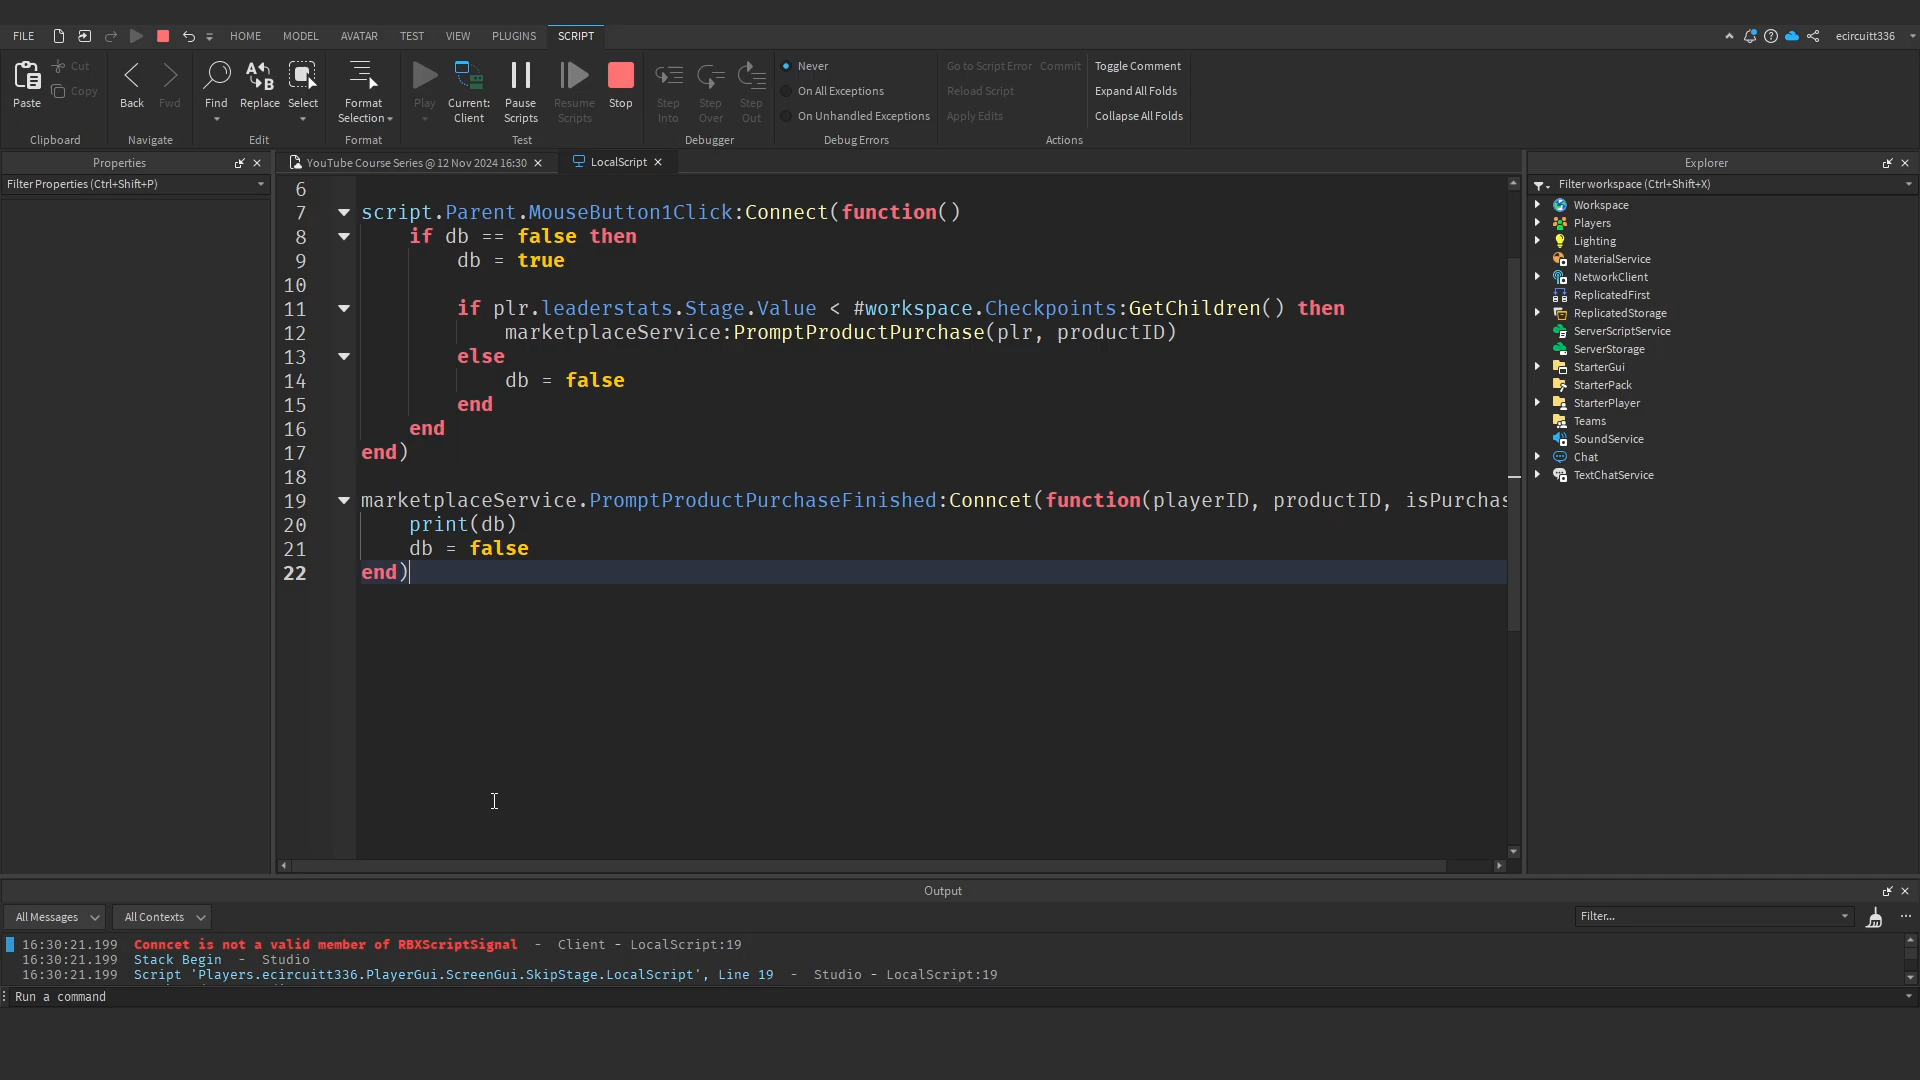 FILE HOME MODEL AVATAR TEST VIEW PLUGINS SCRIPT ecircuitt336
Paste Cut Copy
Clipboard
Back Fwd
Navigate
Find Replace Select
Edit
Format Selection
Format
Play Current: Client Pause Scripts Resume Scripts Stop
Test
Step Into Step Over Step Out
Debugger
Never
On All Exceptions
On Unhandled Exceptions
Debug Errors
Go to Script Error Commit Toggle Comment
Reload Script Expand All Folds
Apply Edits Collapse All Folds
Actions
Properties
Filter Properties (Ctrl+Shift+P)
YouTube Course Series @ 12 Nov 2024 16:30 LocalScript
6
7 script.Parent.MouseButton1Click:Connect(function()
8 if db == false then
9 db = true
10
11 if plr.leaderstats.Stage.Value < #workspace.Checkpoints:GetChildren() then
12 marketplaceService:PromptProductPurchase(plr, productID)
13 else
14 db = false
15 end
16 end
17 end)
18
19 marketplaceService.PromptProductPurchaseFinished:Conncet(function(playerID, productID, isPurchas
20 print(db)
21 db = false
22 end)
Explorer
Filter workspace (Ctrl+Shift+X)
Workspace
Players
Lighting
MaterialService
NetworkClient
ReplicatedFirst
ReplicatedStorage
ServerScriptService
ServerStorage
StarterGui
StarterPack
StarterPlayer
Teams
SoundService
Chat
TextChatService
Output
All Messages All Contexts Filter...
16:30:21.199 Conncet is not a valid member of RBXScriptSignal - Client - LocalScript:19
16:30:21.199 Stack Begin - Studio
16:30:21.199 Script 'Players.ecircuitt336.PlayerGui.ScreenGui.SkipStage.LocalScript', Line 19 - Studio - LocalScript:19
Run a command